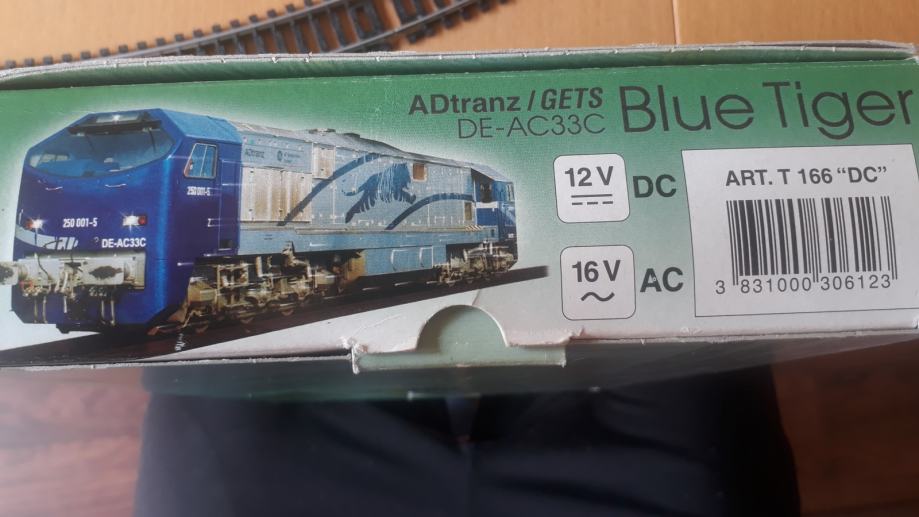 ADtranz/GETS
DE-AC33C
Blue Tiger
12 V
DC
16 V
AC
ART. T 166 "DC"
3 831000 306123
ADtranz
250 001-5
250 001-5
DE-AC33C